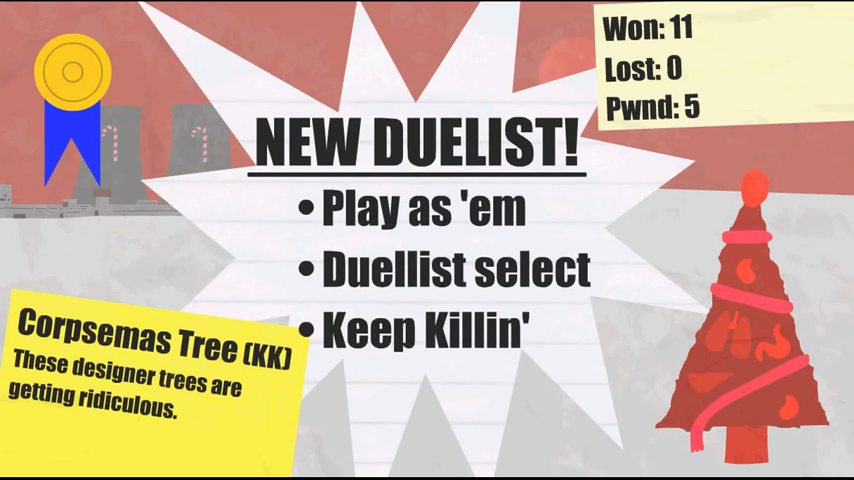 Won: 11
Lost: 0
Pwnd: 5
NEW DUELIST!
• Play as 'em
• Duellist select
• Keep Killin'
Corpsemas Tree (KK)
These designer trees are
getting ridiculous.